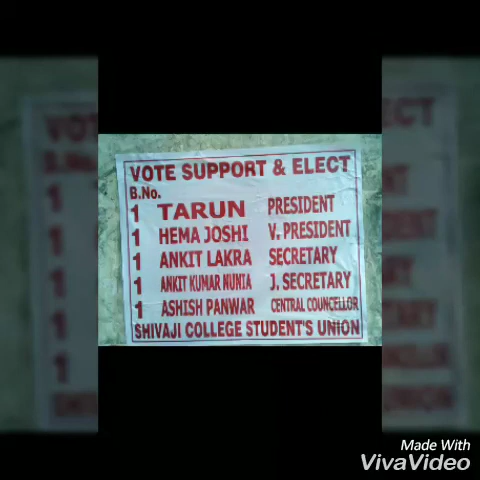 VOTE SUPPORT & ELECT
B.No.
1 TARUN PRESIDENT
1 HEMA JOSHI V. PRESIDENT
1 ANKIT LAKRA SECRETARY
1 ANKIT KUMAR NUNIA J. SECRETARY
1 ASHISH PANWAR CENTRAL COUNCELLOR
SHIVAJI COLLEGE STUDENT'S UNION
Made With
VivaVideo